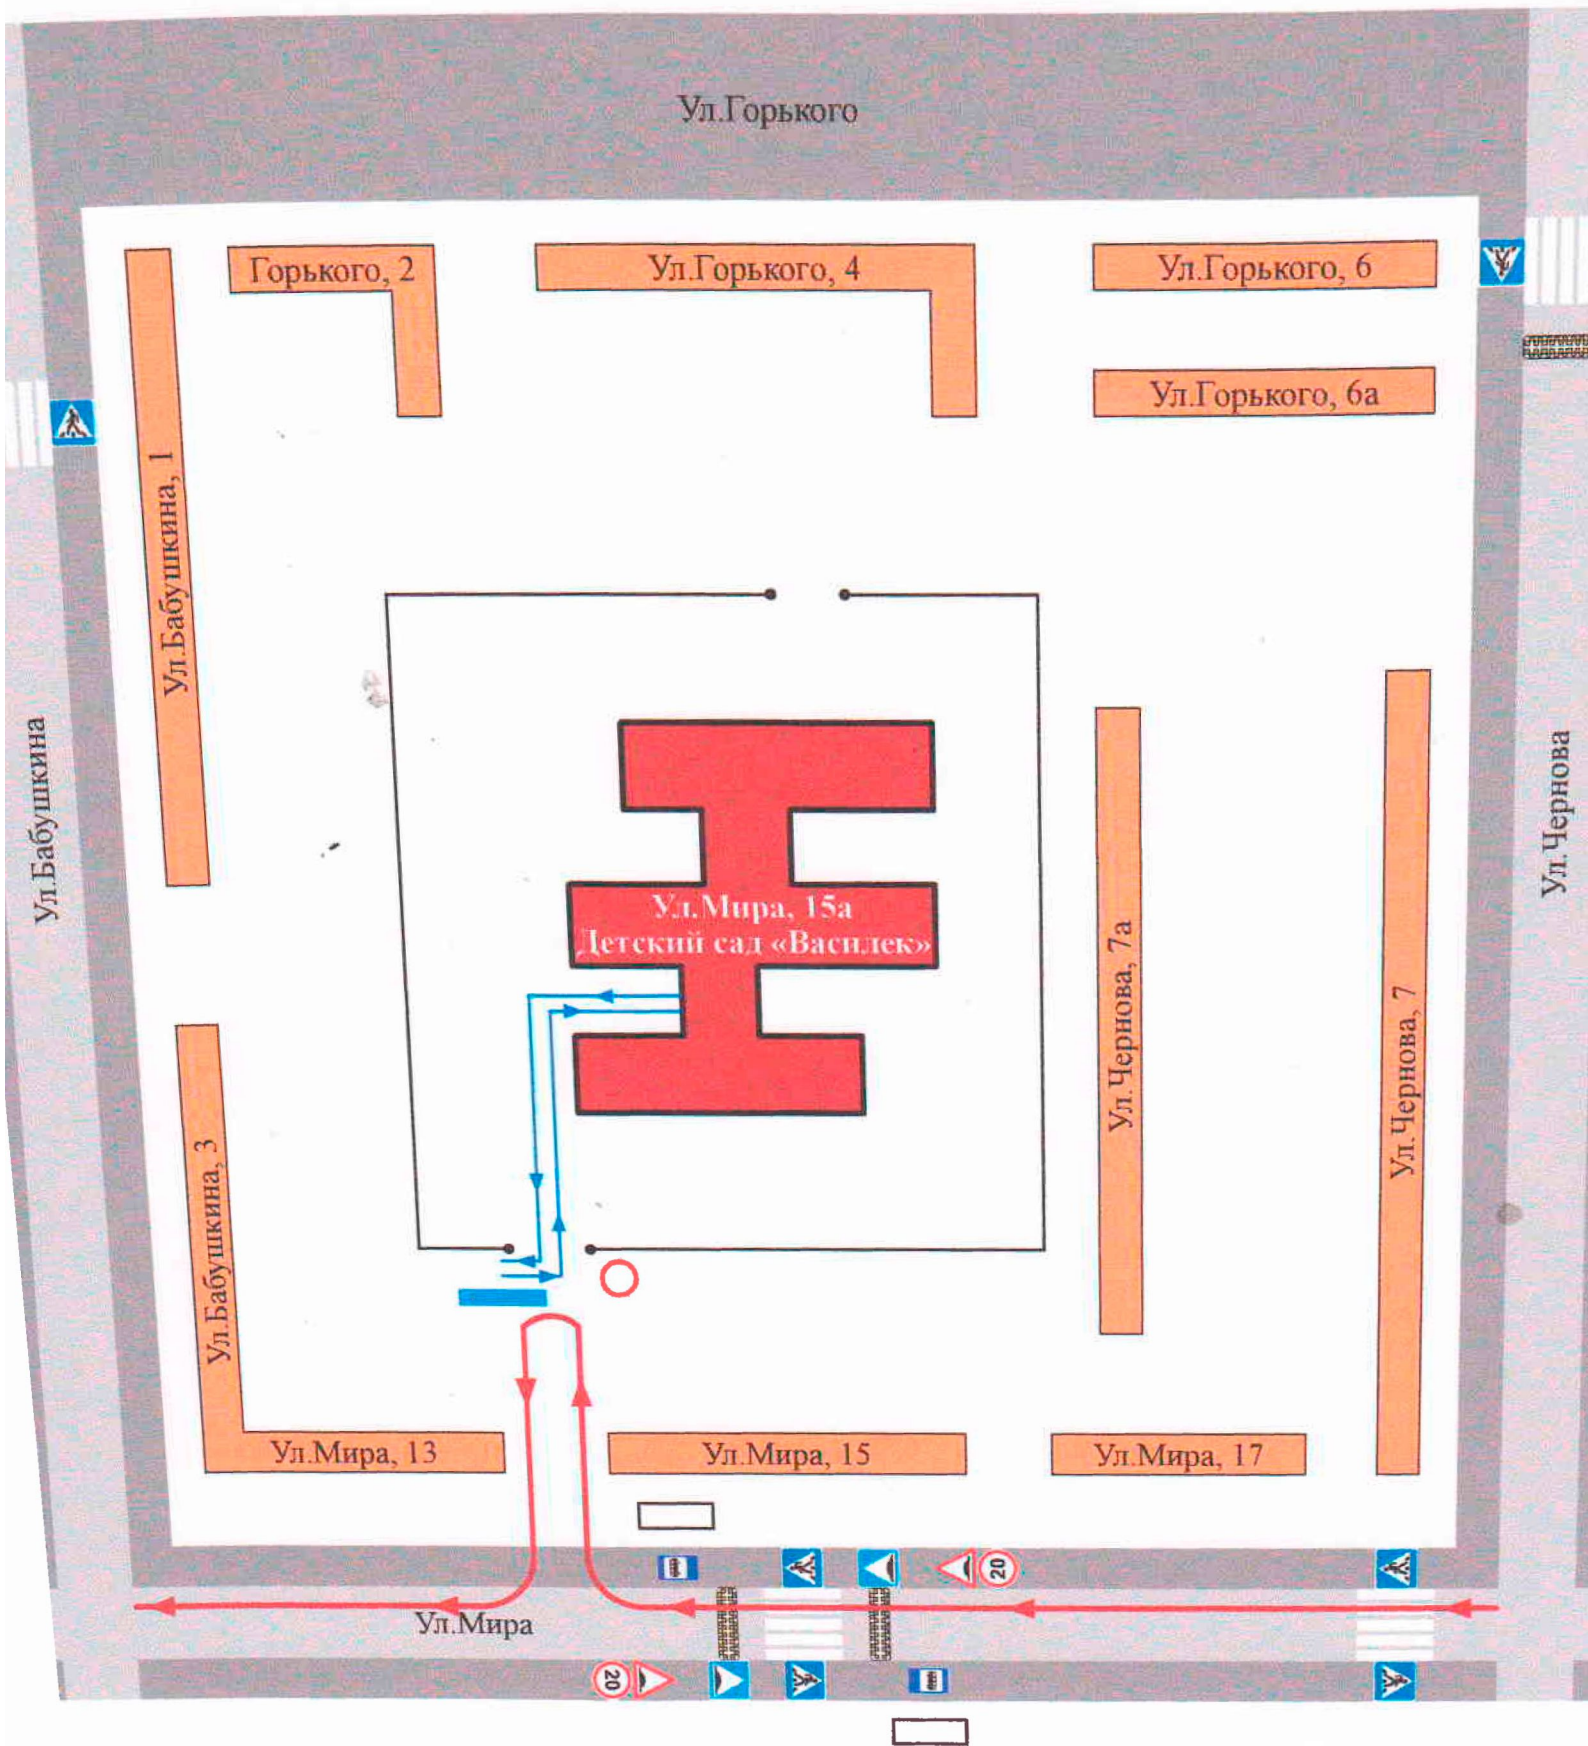 Ул.Горького
Горького, 2
Ул.Горького, 4
Ул.Горького, 6
Ул.Горького, 6а
Ул.Бабушкина, 1
Ул.Бабушкина
Ул.Чернова
Ул.Мира, 15а
Детский сад «Василек»
Ул.Чернова, 7а
Ул.Чернова, 7
Ул.Бабушкина, 3
Ул.Мира, 13
Ул.Мира, 15
Ул.Мира, 17
20
Ул.Мира
20